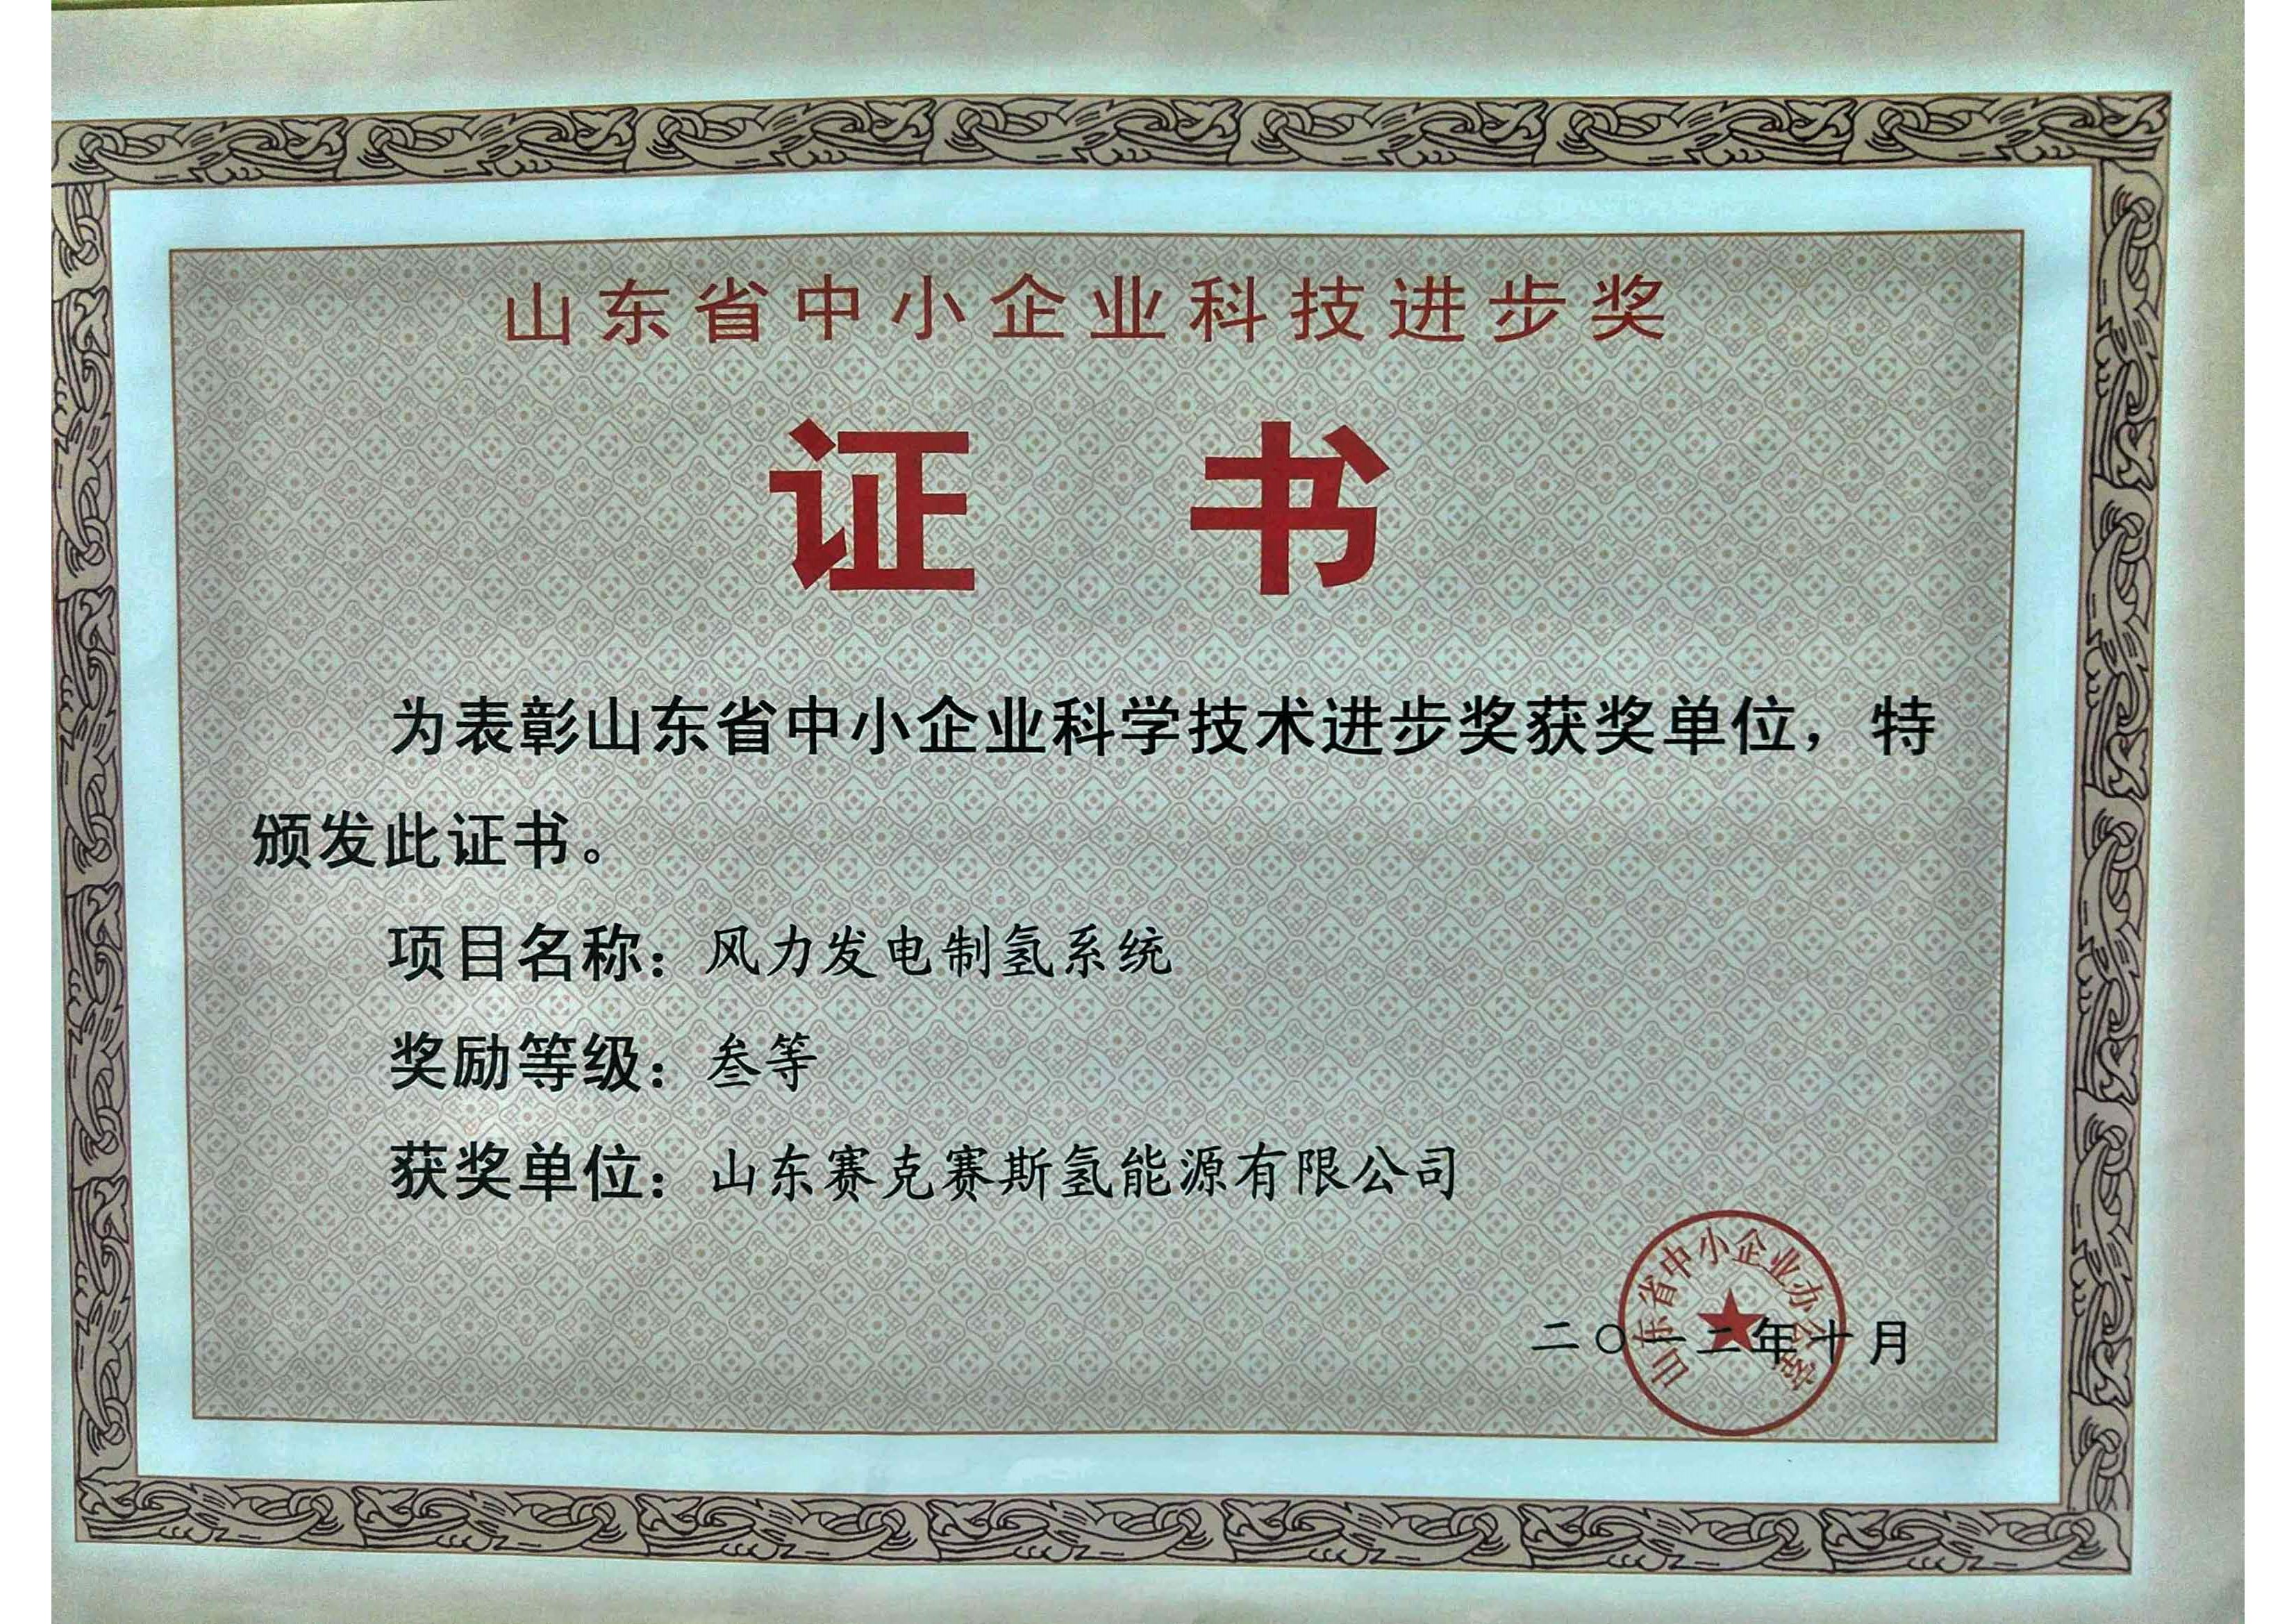 山东省中小企业科技进步奖
证书
为表彰山东省中小企业科学技术进步奖获奖单位，特
颁发此证书。
项目名称：风力发电制氢系统
奖励等级：叁等
获奖单位：山东赛克赛斯氢能源有限公司
山东省中小企业办公室
二〇一二年十月